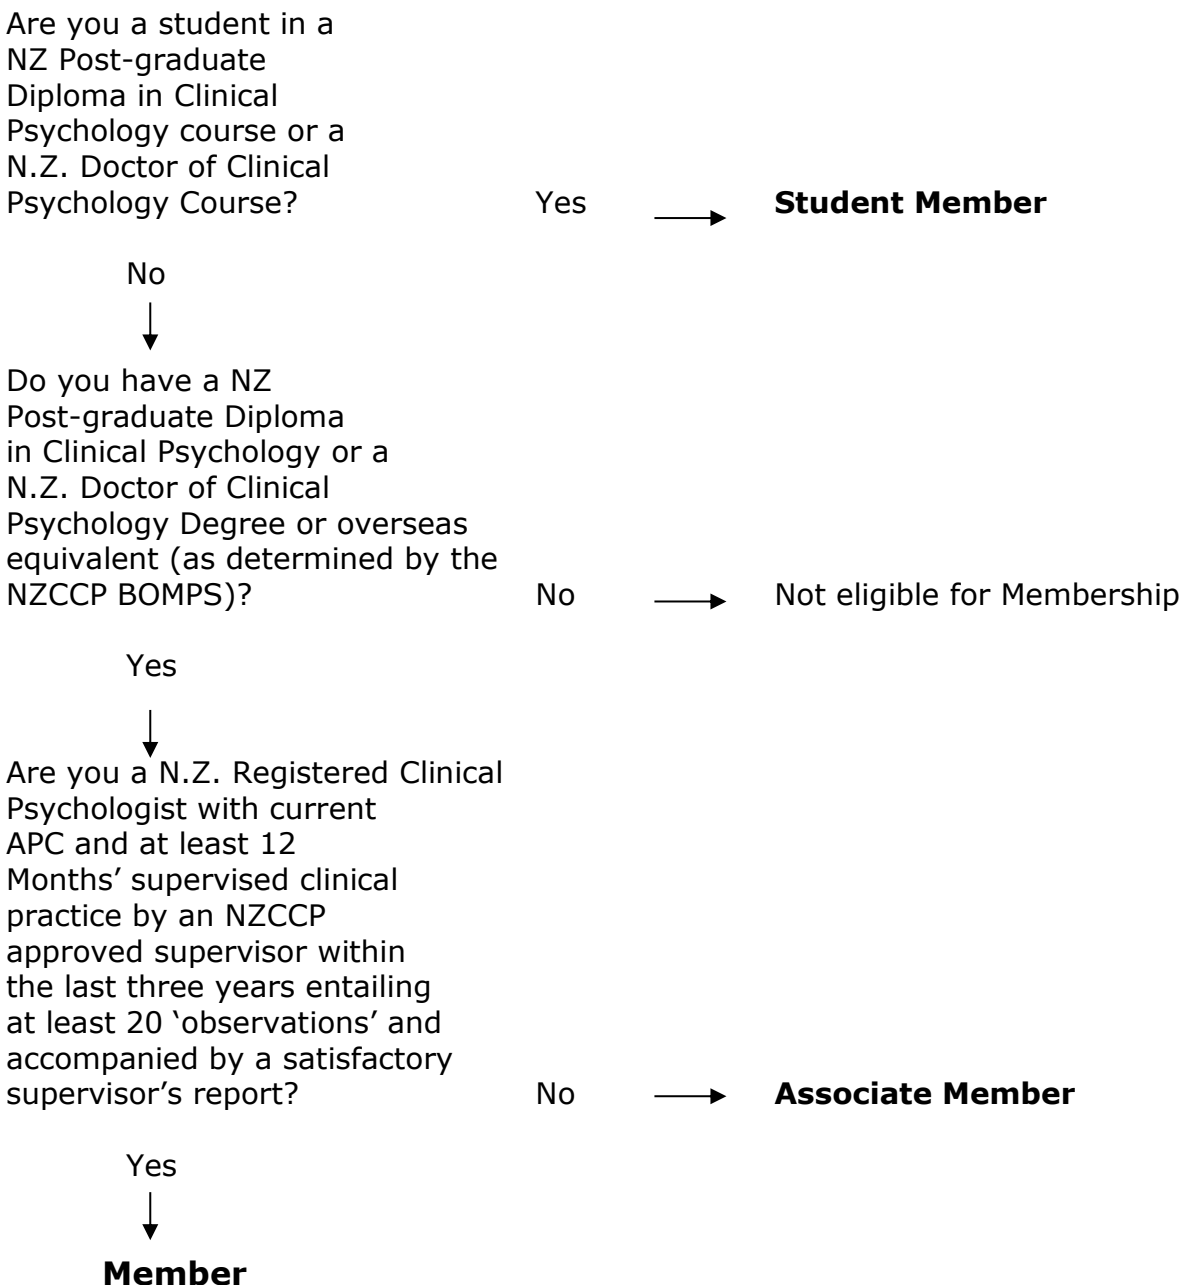 Are you a student in a
NZ Post-graduate
Diploma in Clinical
Psychology course or a
N.Z. Doctor of Clinical
Psychology Course? Yes Student Member
No
Do you have a NZ
Post-graduate Diploma
in Clinical Psychology or a
N.Z. Doctor of Clinical
Psychology Degree or overseas
equivalent (as determined by the
NZCCP BOMPS)? No Not eligible for Membership
Yes
Are you a N.Z. Registered Clinical
Psychologist with current
APC and at least 12
Months’ supervised clinical
practice by an NZCCP
approved supervisor within
the last three years entailing
at least 20 ‘observations’ and
accompanied by a satisfactory
supervisor’s report? No Associate Member
Yes
Member